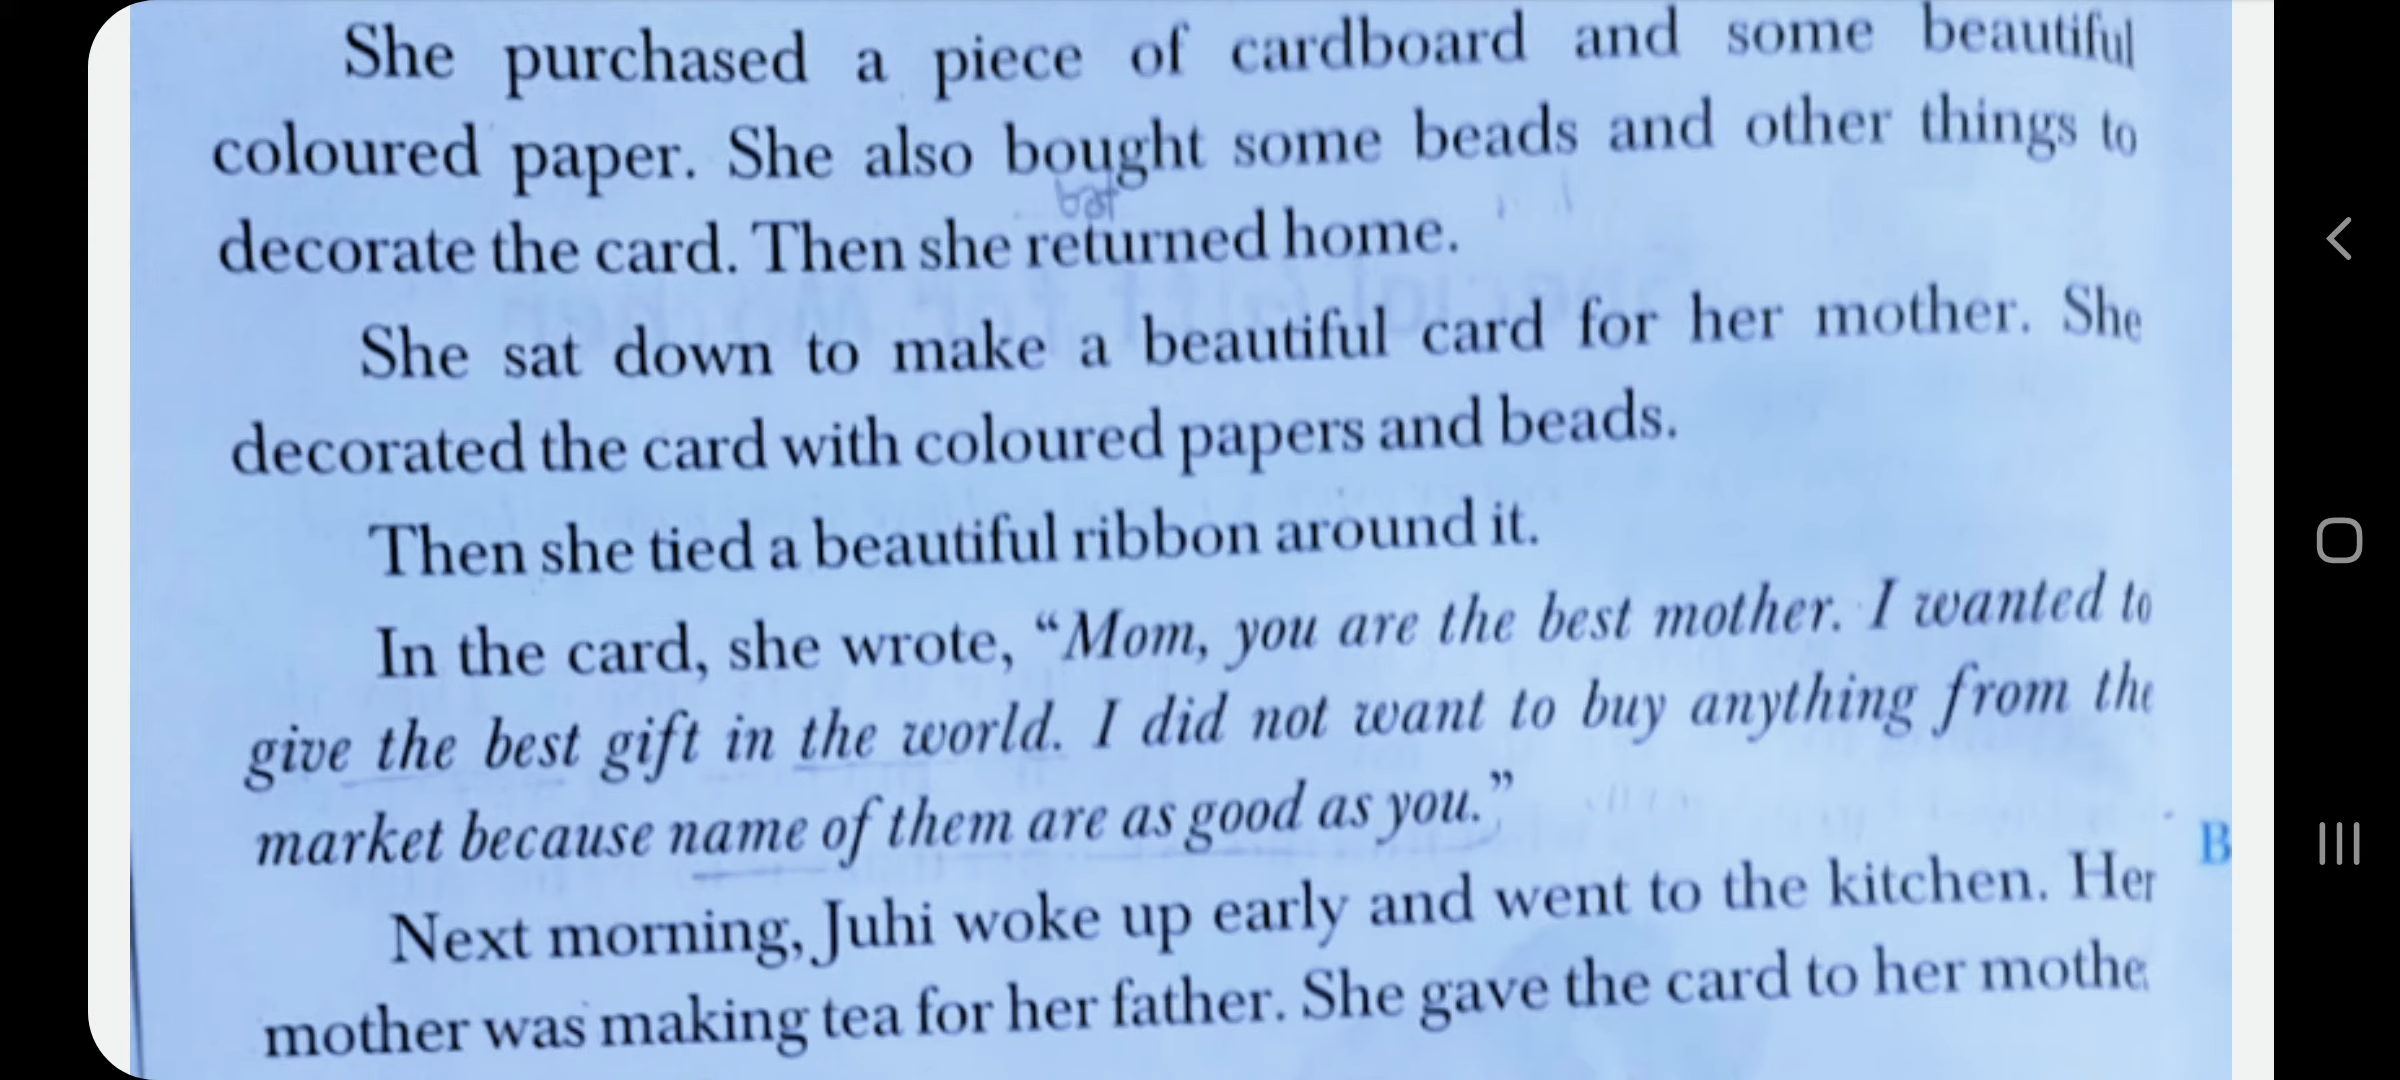 She purchased a piece of cardboard and some beautiful
coloured paper. She also bought some beads and other things to
decorate the card. Then she returned home.
She sat down to make a beautiful card for her mother. She
decorated the card with coloured papers and beads.
Then she tied a beautiful ribbon around it.
In the card, she wrote, “Mom, you are the best mother. I wanted to
give the best gift in the world. I did not want to buy anything from the
market because name of them are as good as you.”
B
Next morning, Juhi woke up early and went to the kitchen. Her
mother was making tea for her father. She gave the card to her mothe